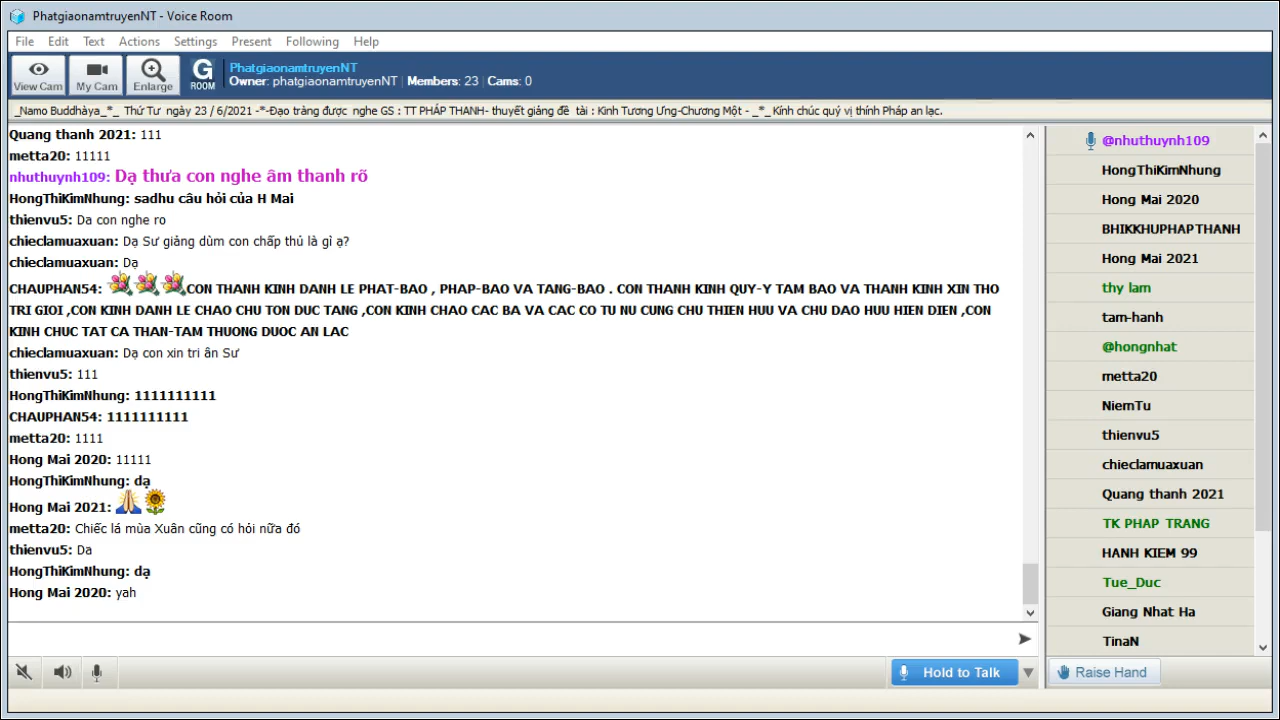 PhatgiaonamtruyenNT - Voice Room
File Edit Text Actions Settings Present Following Help
View Cam My Cam Enlarge G ROOM
PhatgiaonamtruyenNT
Owner: phatgiaonamtruyenNT | Members: 23 | Cams: 0
_Namo Buddhàya_*_ Thứ Tư ngày 23 / 6/2021 -*-Đạo tràng được nghe GS : TT PHÁP THANH- thuyết giảng đề tài : Kinh Tương Ưng-Chương Một - _*_ Kính chúc quý vị thính Pháp an lạc.
Quang thanh 2021: 111
metta20: 11111
nhuthuynh109: Dạ thưa con nghe âm thanh rõ
HongThiKimNhung: sadhu câu hỏi của H Mai
thienvu5: Da con nghe ro
chieclamuaxuan: Dạ Sư giảng dùm con chấp thủ là gì ạ?
chieclamuaxuan: Dạ
CHAUPHAN54: CON THANH KINH DANH LE PHAT-BAO , PHAP-BAO VA TANG-BAO . CON THANH KINH QUY-Y TAM BAO VA THANH KINH XIN THO
TRI GIOI ,CON KINH DANH LE CHAO CHU TON DUC TANG ,CON KINH CHAO CAC BA VA CAC CO TU NU CUNG CHU THIEN HUU VA CHU DAO HUU HIEN DIEN ,CON
KINH CHUC TAT CA THAN-TAM THUONG DUOC AN LAC
chieclamuaxuan: Dạ con xin tri ân Sư
thienvu5: 111
HongThiKimNhung: 1111111111
CHAUPHAN54: 1111111111
metta20: 1111
Hong Mai 2020: 11111
HongThiKimNhung: dạ
Hong Mai 2021:
metta20: Chiếc lá mùa Xuân cũng có hỏi nữa đó
thienvu5: Da
HongThiKimNhung: dạ
Hong Mai 2020: yah
@nhuthuynh109
HongThiKimNhung
Hong Mai 2020
BHIKKHUPHAPTHANH
Hong Mai 2021
thy lam
tam-hanh
@hongnhat
metta20
NiemTu
thienvu5
chieclamuaxuan
Quang thanh 2021
TK PHAP TRANG
HANH KIEM 99
Tue_Duc
Giang Nhat Ha
TinaN
Hold to Talk
Raise Hand